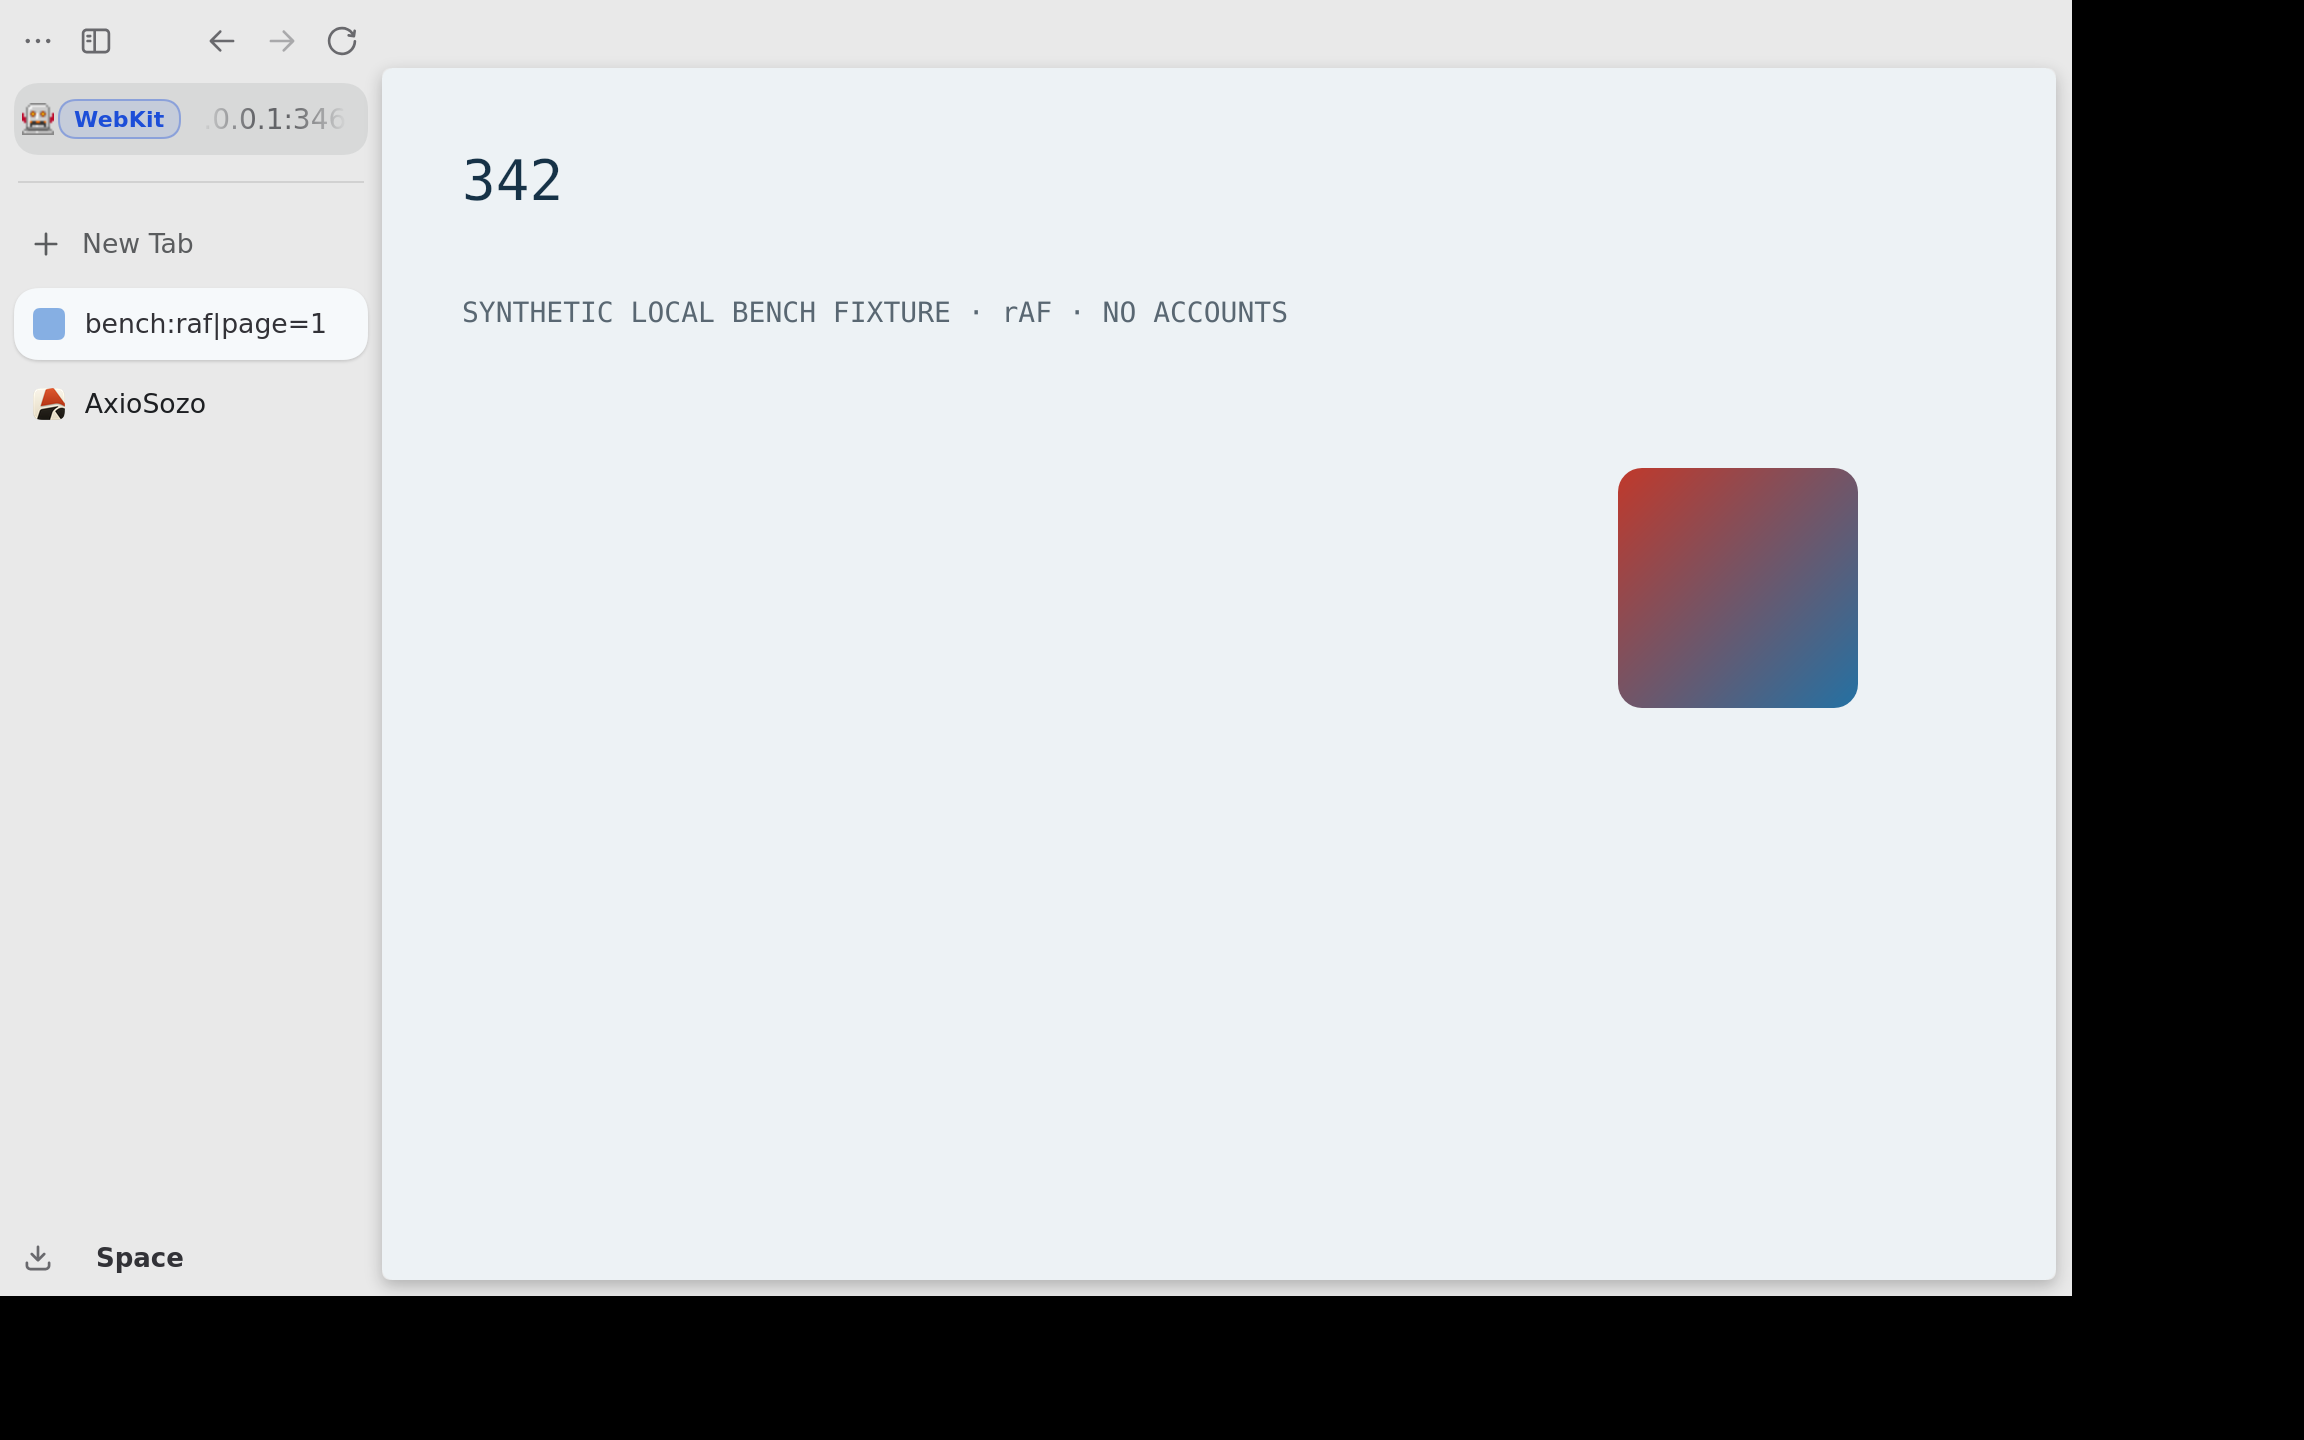 WebKit
.0.0.1:346
342
New Tab
SYNTHETIC LOCAL BENCH FIXTURE · rAF · NO ACCOUNTS
bench:raf|page=1
AxioSozo
Space